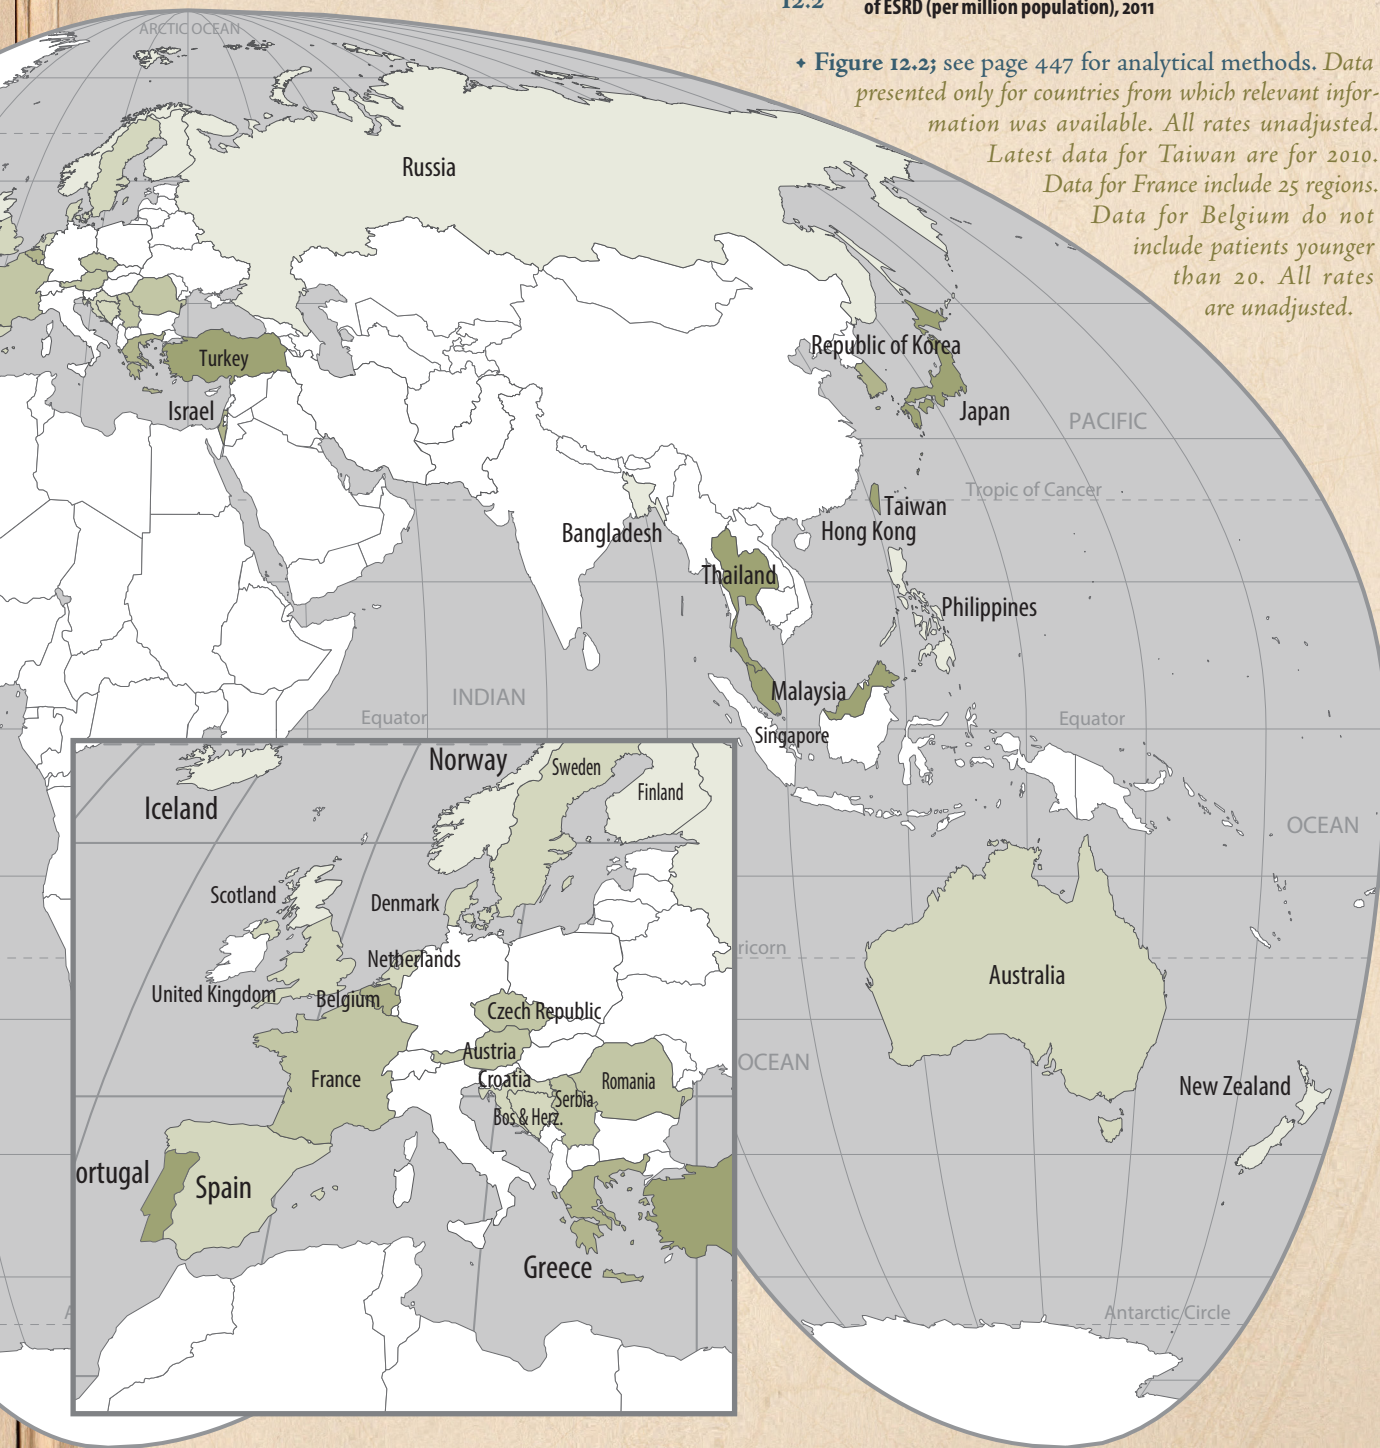 12.2 of ESRD (per million population), 2011
ARCTIC OCEAN
✦ Figure 12.2; see page 447 for analytical methods. Data
presented only for countries from which relevant infor-
mation was available. All rates unadjusted.
Latest data for Taiwan are for 2010.
Data for France include 25 regions.
Data for Belgium do not
include patients younger
than 20. All rates
are unadjusted.
Russia
Republic of Korea
Turkey
Israel
Japan
PACIFIC
Tropic of Cancer
Taiwan
Bangladesh
Hong Kong
Thailand
Philippines
INDIAN
Malaysia
Equator
Equator
Singapore
OCEAN
Norway
Sweden
Iceland
Finland
Scotland
Denmark
ricorn
Netherlands
United Kingdom
Belgium
Czech Republic
Australia
Austria
OCEAN
France
Croatia
Romania
Serbia
Bos & Herz.
New Zealand
ortugal
Spain
Greece
A
Antarctic Circle